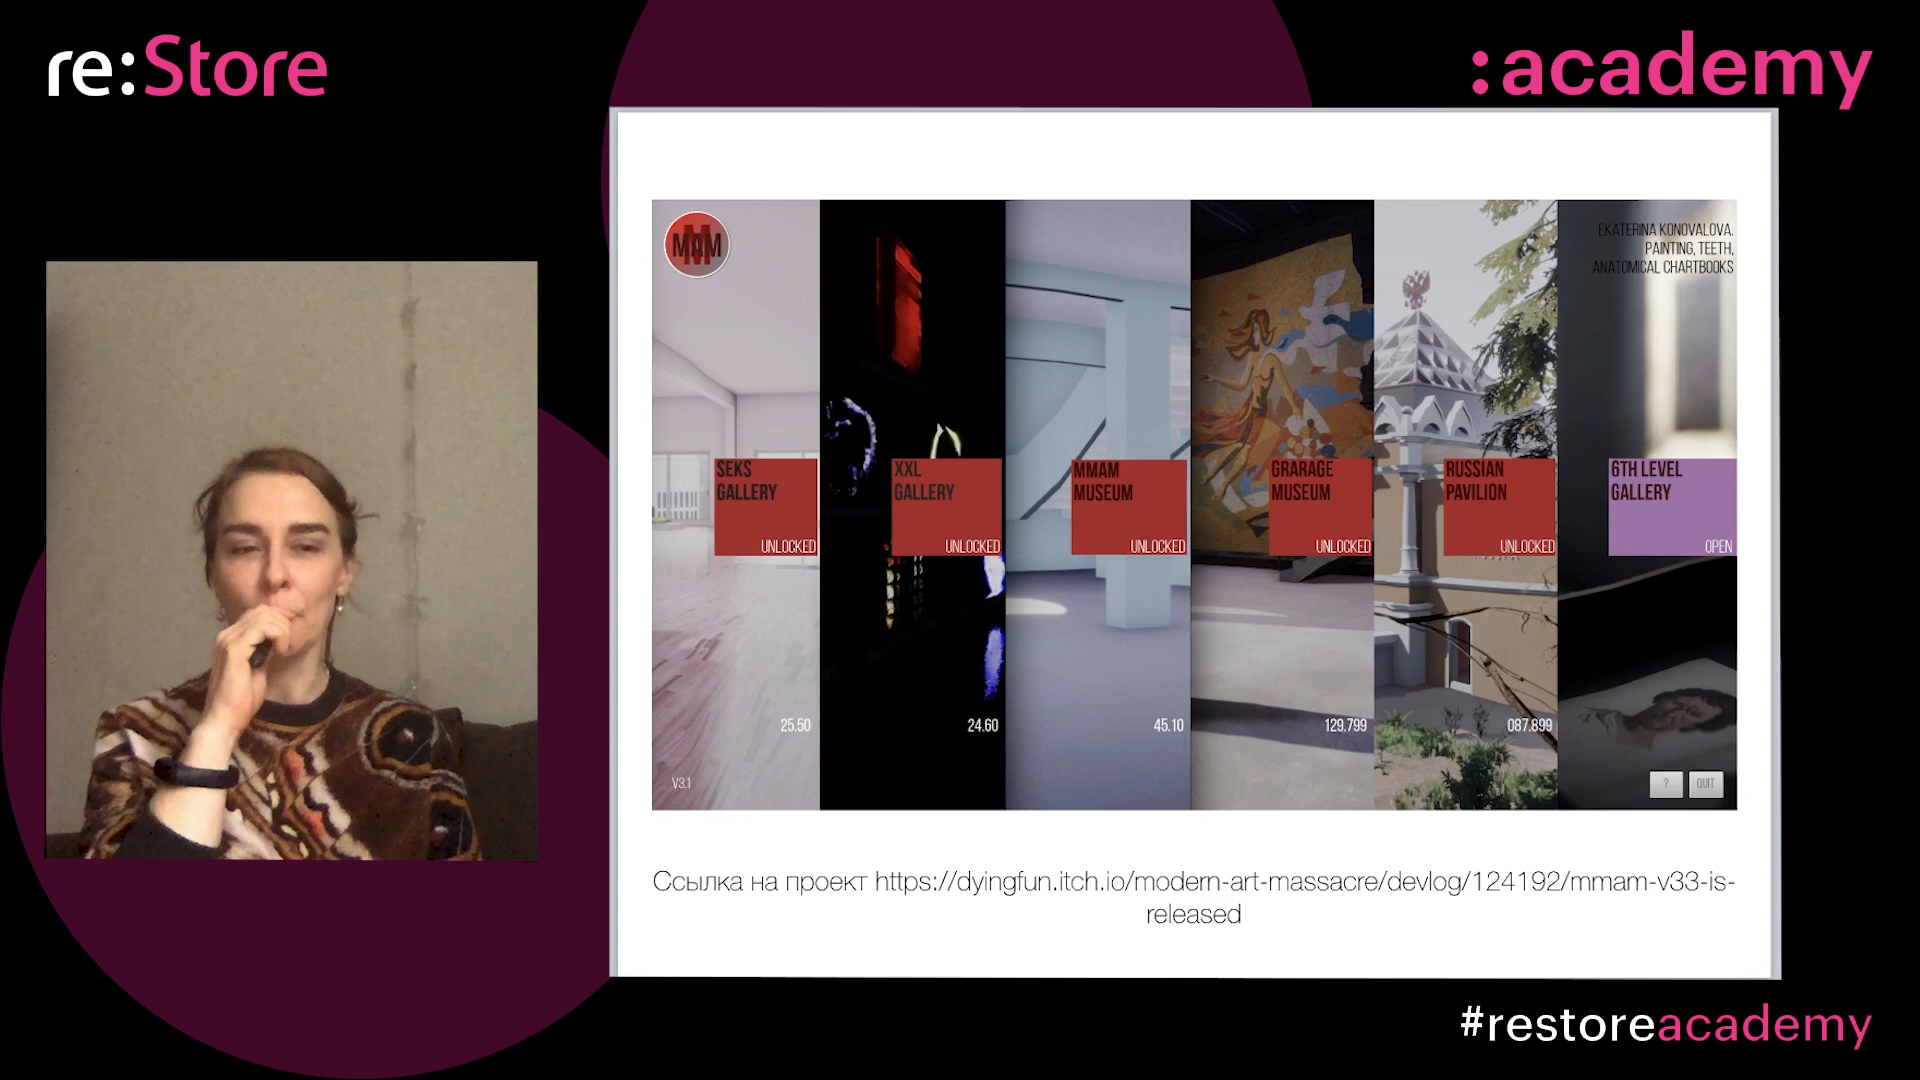 re:Store
:academy
MMAM
EKATERINA KONOVALOVA.
PAINTING, TEETH,
ANATOMICAL CHARTBOOKS
SEKS
GALLERY
UNLOCKED
XXL
GALLERY
UNLOCKED
MMAM
MUSEUM
UNLOCKED
GRARAGE
MUSEUM
UNLOCKED
RUSSIAN
PAVILION
UNLOCKED
6TH LEVEL
GALLERY
OPEN
25.50
24.60
45.10
129.799
087.899
V3.1
?
QUIT
Ссылка на проект https://dyingfun.itch.io/modern-art-massacre/devlog/124192/mmam-v33-is-
released
#restoreacademy